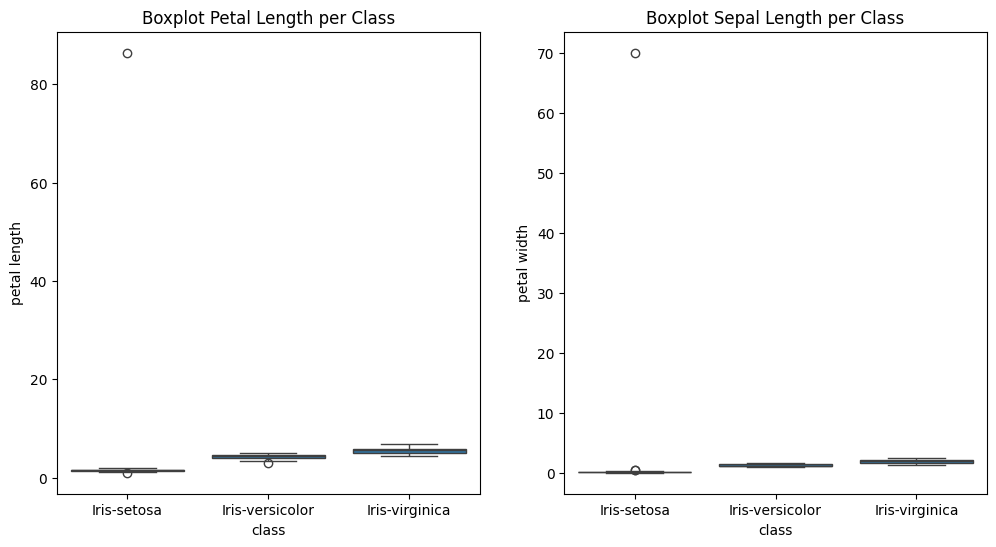 Boxplot Petal Length per Class
80
60
40
20
0
petal length
Iris-setosa Iris-versicolor Iris-virginica
class
Boxplot Sepal Length per Class
70
60
50
40
30
20
10
0
petal width
Iris-setosa Iris-versicolor Iris-virginica
class